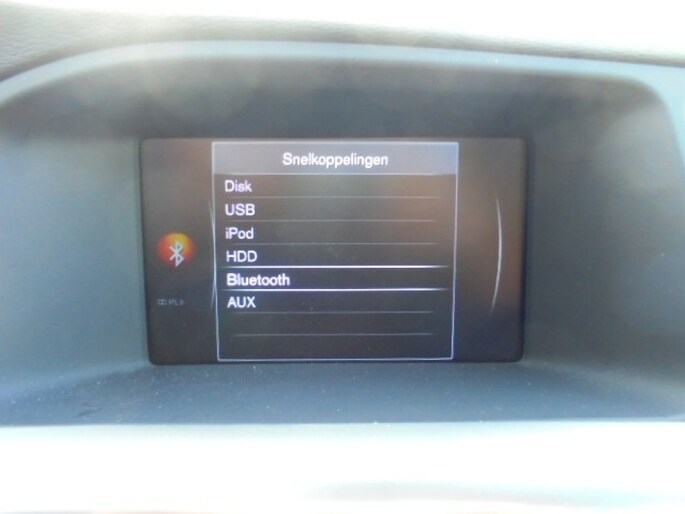 Snelkoppelingen
Disk
USB
iPod
HDD
Bluetooth
AUX